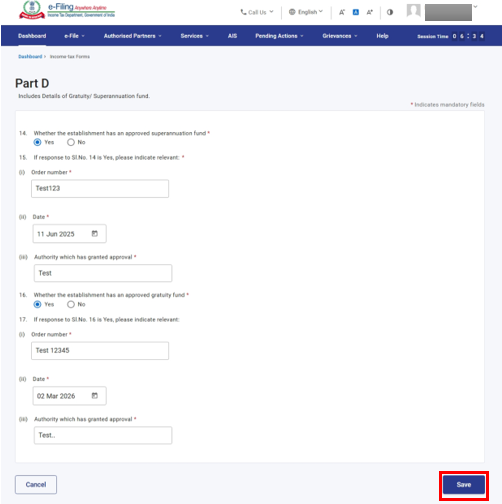 e-Filing Anywhere Anytime
Income Tax Department, Government of India
Call Us
English
A-
A
A+
Dashboard
e-File
Authorised Partners
Services
AIS
Pending Actions
Grievances
Help
Session Time 0 6 : 3 4
Dashboard > Income-tax Forms
Part D
Includes Details of Gratuity/ Superannuation fund.
* Indicates mandatory fields
14. Whether the establishment has an approved superannuation fund *
Yes No
15. If response to Sl.No. 14 is Yes, please indicate relevant: *
(i) Order number *
Test123
(ii) Date *
11 Jun 2025
(iii) Authority which has granted approval *
Test
16. Whether the establishment has an approved gratuity fund *
Yes No
17. If response to Sl.No. 16 is Yes, please indicate relevant:
(i) Order number *
Test 12345
(ii) Date *
02 Mar 2026
(iii) Authority which has granted approval *
Test..
Cancel
Save